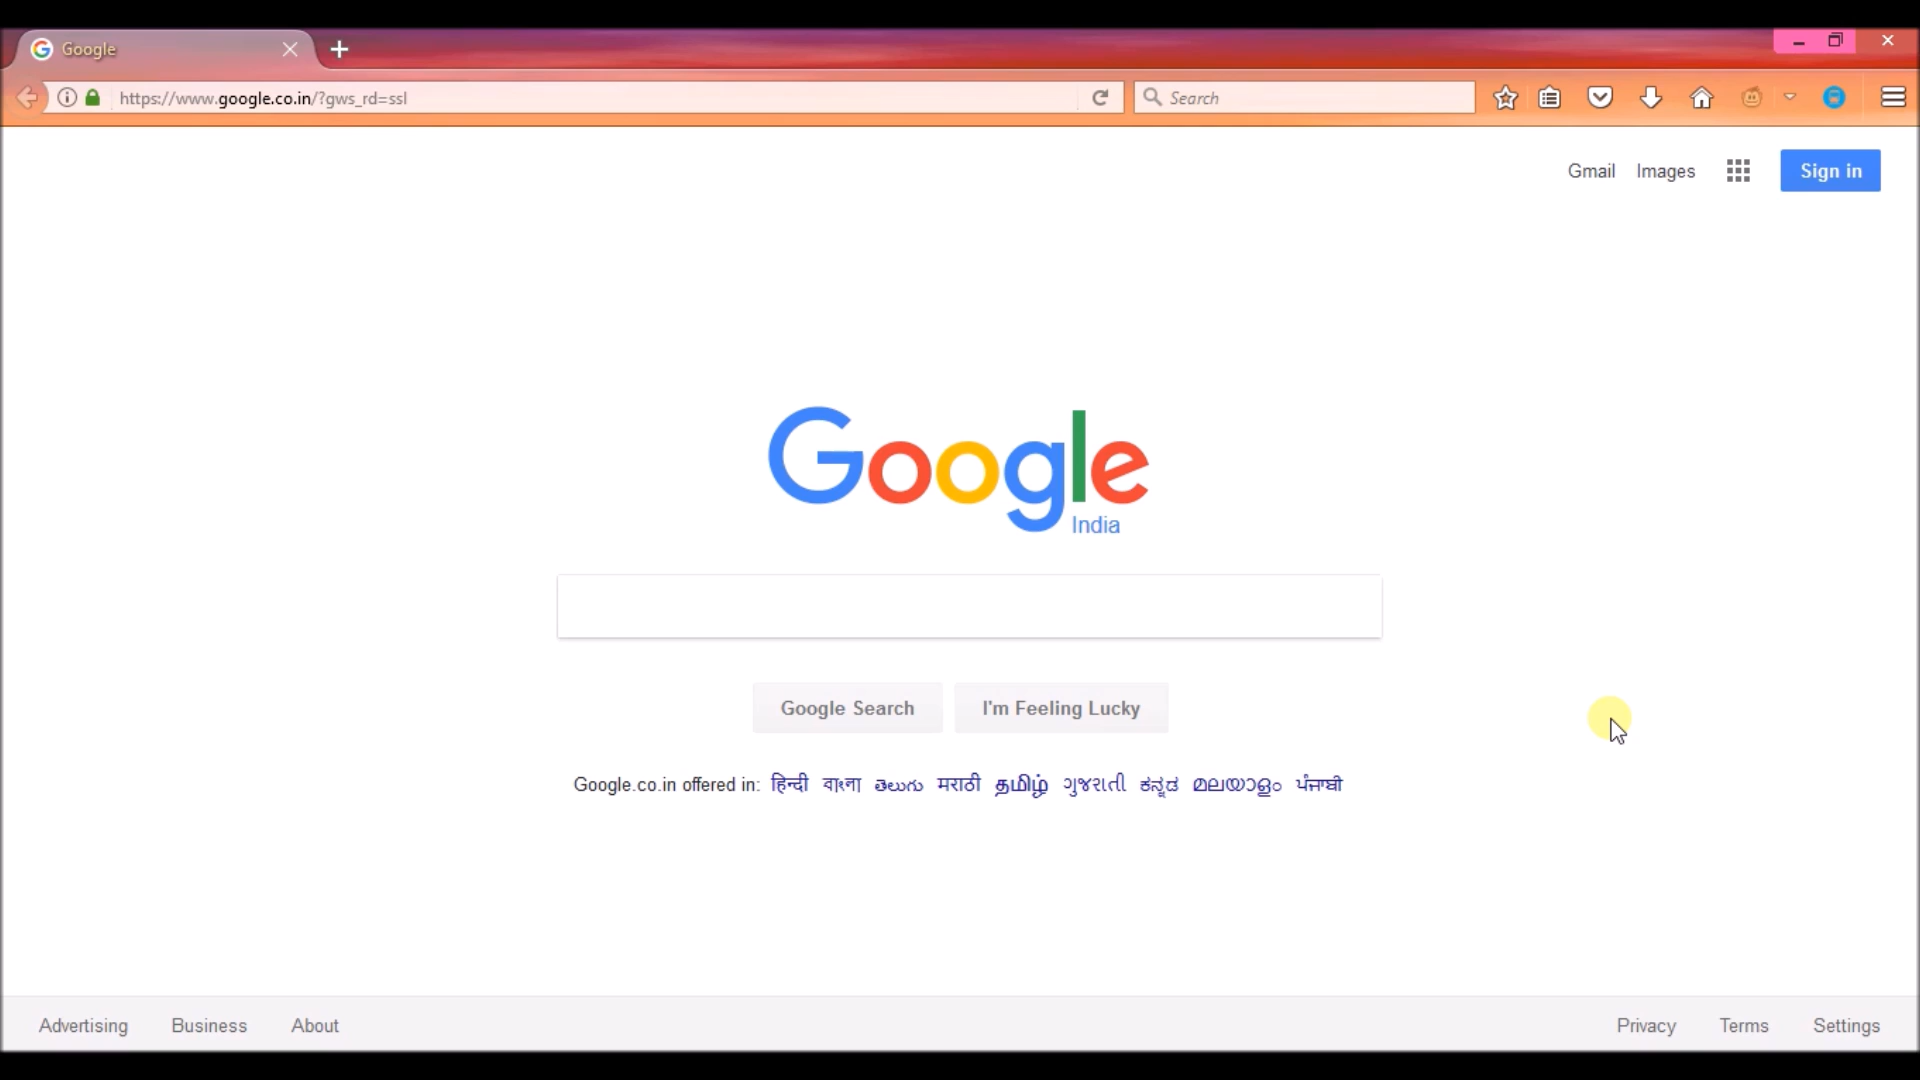 Google
https://www.google.co.in/?gws_rd=ssl
Search
Gmail Images Sign in
Google
India
Google Search I'm Feeling Lucky
Google.co.in offered in: हिन्दी বাংলা తెలుగు मराठी தமிழ் ગુજરાતી ಕನ್ನಡ മലയാളം ਪੰਜਾਬੀ
Advertising Business About Privacy Terms Settings